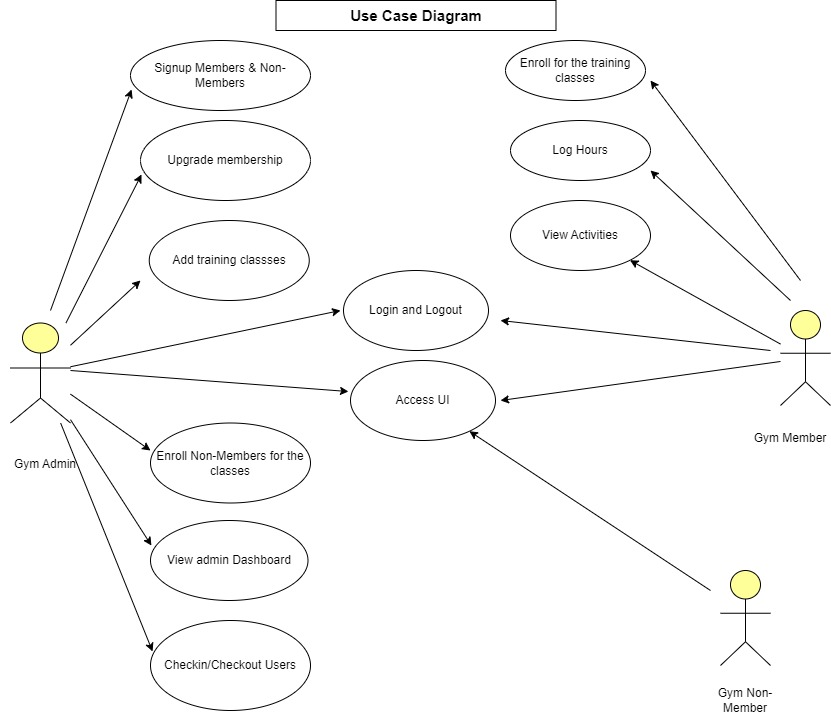 Use Case Diagram
Signup Members & Non-
Members
Enroll for the training
classes
Upgrade membership
Log Hours
View Activities
Add training classses
Login and Logout
Access UI
Gym Member
Gym Admin
Enroll Non-Members for the
classes
View admin Dashboard
Checkin/Checkout Users
Gym Non-
Member